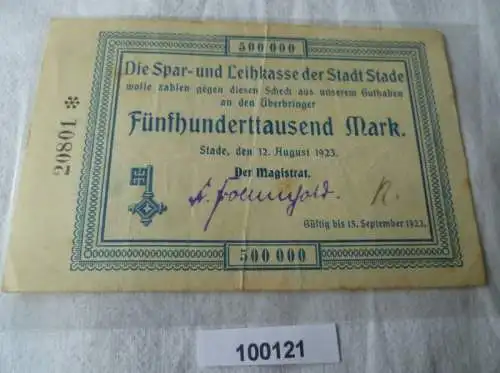 500 000
Die Spar- und Leihkasse der Stadt Stade
wolle zahlen gegen diesen Scheck aus unserem Guthaben
an den Überbringer
Fünfhunderttausend Mark.
Stade, den 12. August 1923.
Der Magistrat.
Gültig bis 15. September 1923.
500 000
20801 *
100121